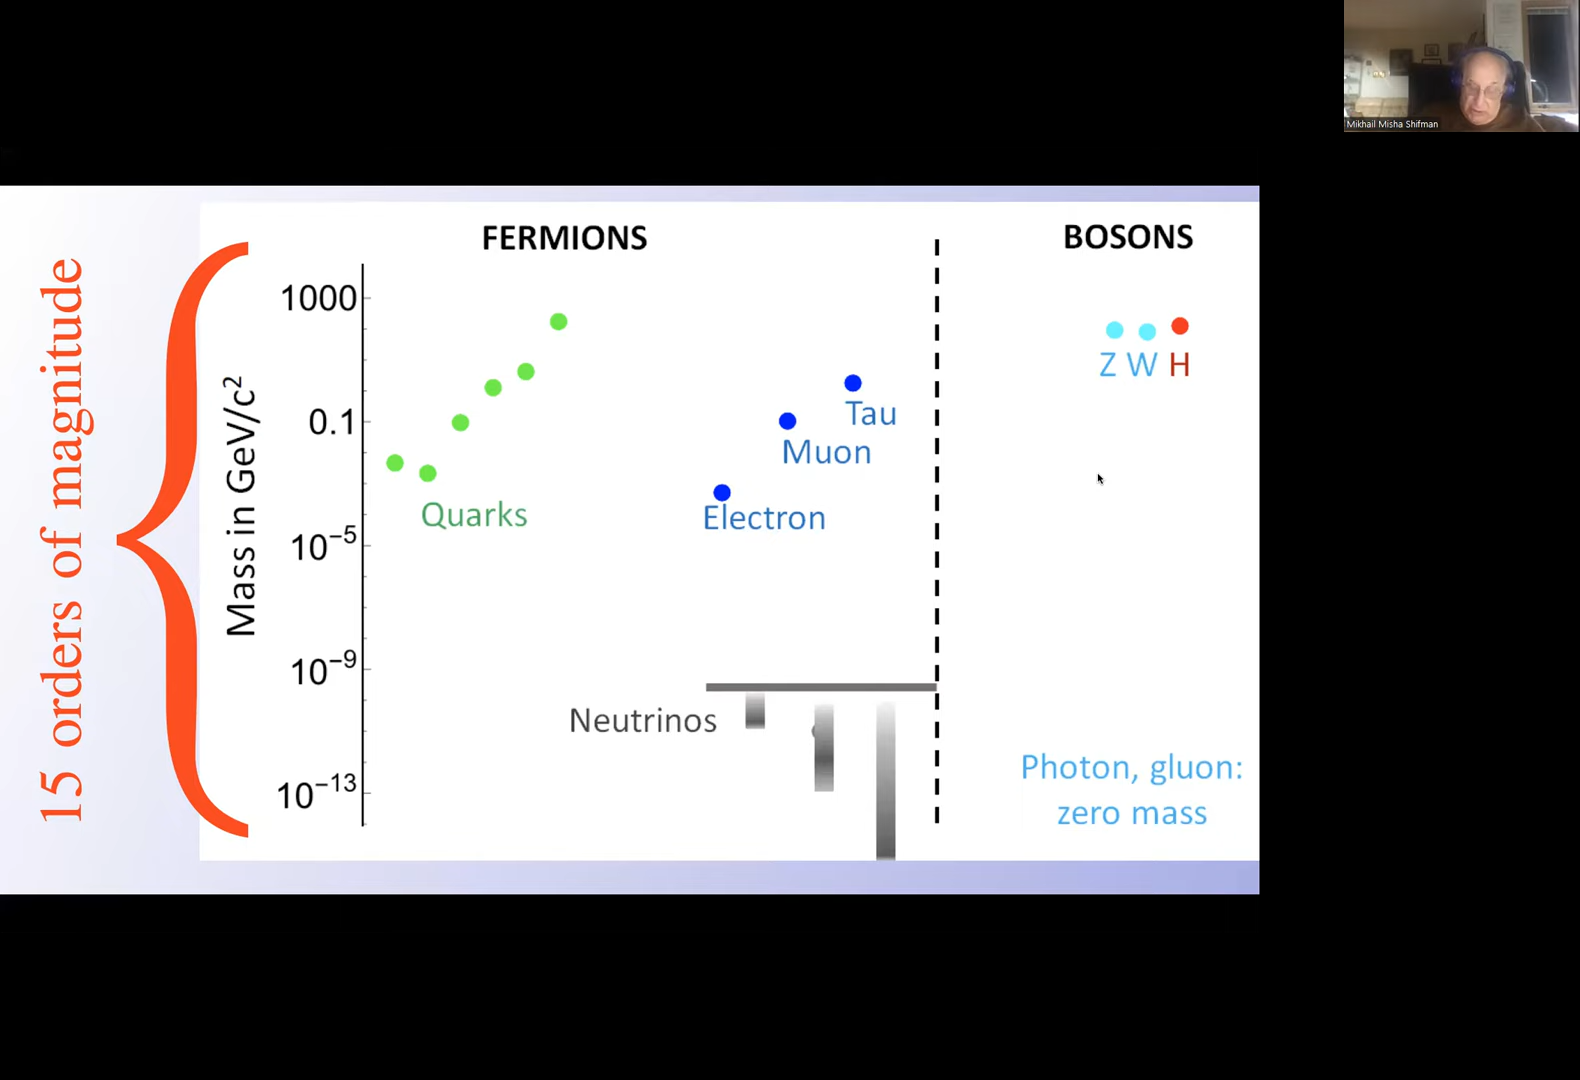 Mikhail Misha Shifman
15 orders of magnitude
FERMIONS
BOSONS
Mass in GeV/c²
1000
0.1
10⁻⁵
10⁻⁹
10⁻¹³
Quarks
Electron
Muon
Tau
Neutrinos
Z W H
Photon, gluon:
zero mass